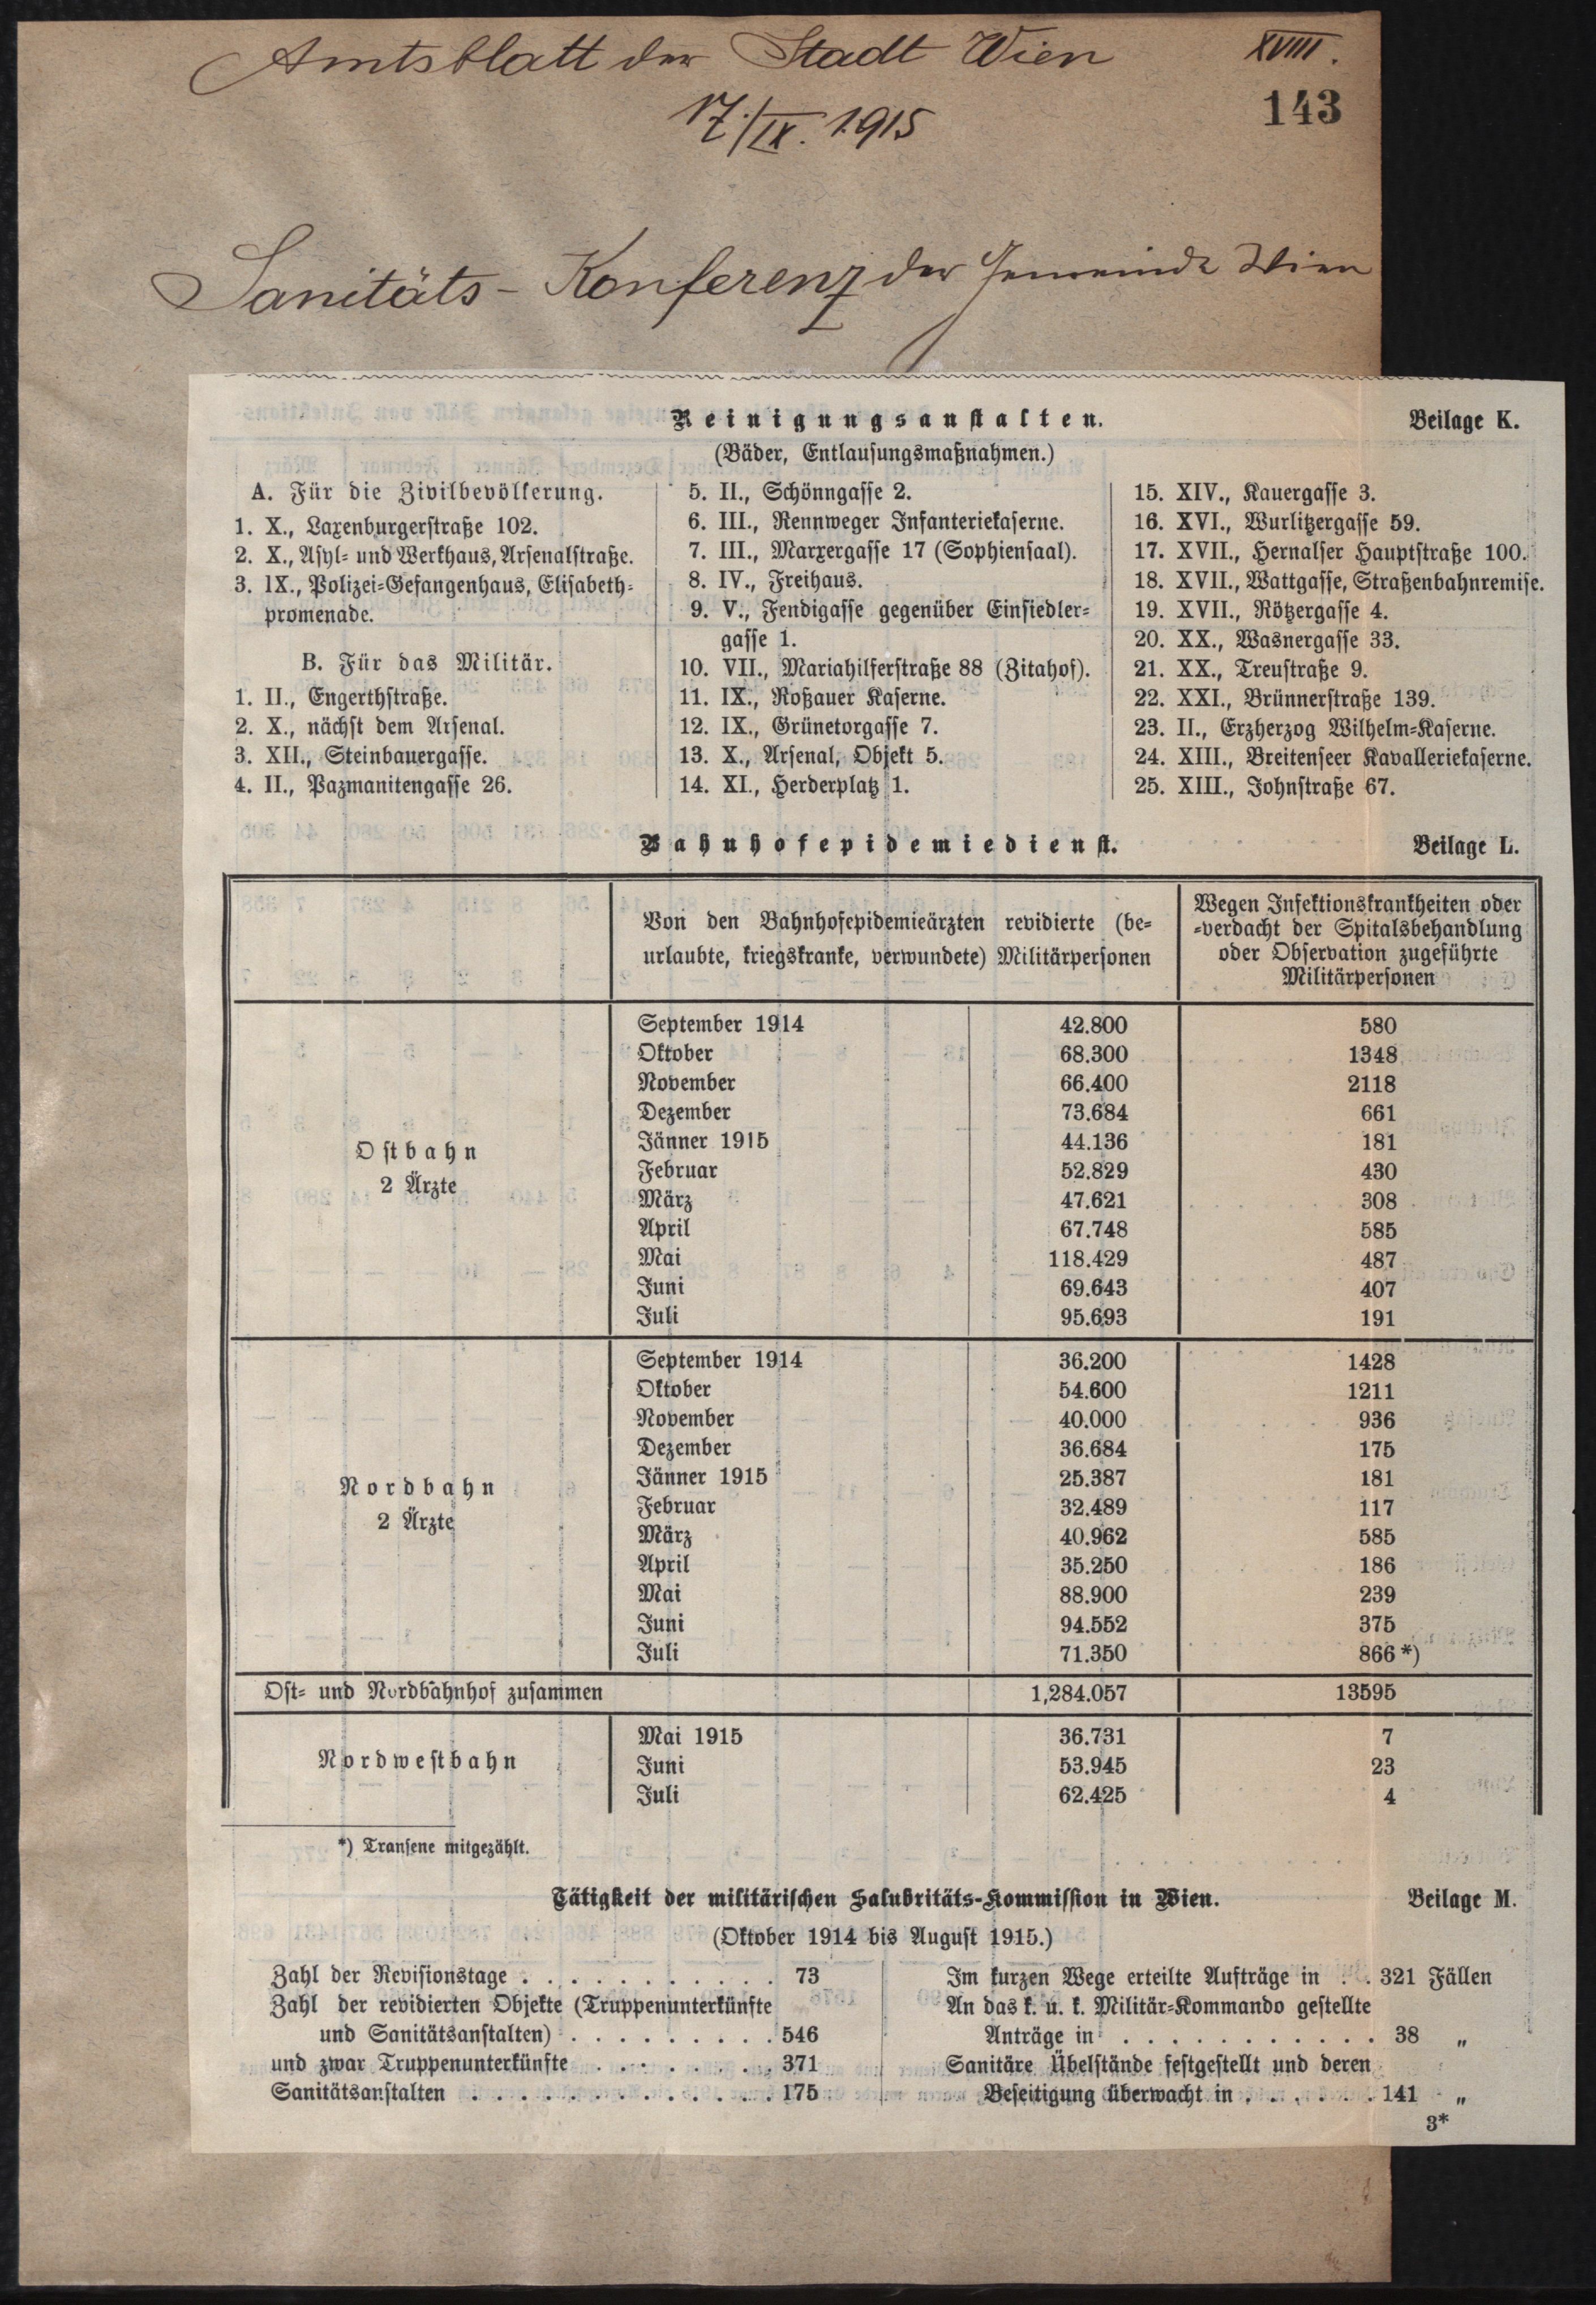 Amtsblatt der Stadt Wien
XVIII.
17./IX. 1915
143
Sanitäts-Konferenz der Gemeinde Wien
Reinigungsanstalten.
Beilage K.
(Bäder, Entlausungsmaßnahmen.)
A. Für die Zivilbevölkerung.
1. X., Laxenburgerstraße 102.
2. X., Asyl- und Werkhaus, Arsenalstraße.
3. IX., Polizei-Gefangenhaus, Elisabeth-
promenade.
B. Für das Militär.
1. II., Engerthstraße.
2. X., nächst dem Arsenal.
3. XII., Steinbauergasse.
4. II., Pazmanitengasse 26.
5. II., Schönngasse 2.
6. III., Rennweger Infanteriekaserne.
7. III., Marxergasse 17 (Sophiensaal).
8. IV., Freihaus.
9. V., Fendigasse gegenüber Einsiedler-
gasse 1.
10. VII., Mariahilferstraße 88 (Zitahof).
11. IX., Roßauer Kaserne.
12. IX., Grünetorgasse 7.
13. X., Arsenal, Objekt 5.
14. XI., Herderplatz 1.
15. XIV., Kauergasse 3.
16. XVI., Wurlitzergasse 59.
17. XVII., Hernalser Hauptstraße 100.
18. XVII., Wattgasse, Straßenbahnremise.
19. XVII., Rötzergasse 4.
20. XX., Wasnergasse 33.
21. XX., Treustraße 9.
22. XXI., Brünnerstraße 139.
23. II., Erzherzog Wilhelm-Kaserne.
24. XIII., Breitenseer Kavalleriekaserne.
25. XIII., Johnstraße 67.
Bahnhofepidemiedienst.
Beilage L.
Von den Bahnhofepidemieärzten revidierte (be-
urlaubte, kriegskranke, verwundete) Militärpersonen
Wegen Infektionskrankheiten oder
-verdacht der Spitalsbehandlung
oder Observation zugeführte
Militärpersonen
Ostbahn
2 Ärzte
September 1914 42.800 580
Oktober 68.300 1348
November 66.400 2118
Dezember 73.684 661
Jänner 1915 44.136 181
Februar 52.829 430
März 47.621 308
April 67.748 585
Mai 118.429 487
Juni 69.643 407
Juli 95.693 191
Nordbahn
2 Ärzte
September 1914 36.200 1428
Oktober 54.600 1211
November 40.000 936
Dezember 36.684 175
Jänner 1915 25.387 181
Februar 32.489 117
März 40.962 585
April 35.250 186
Mai 88.900 239
Juni 94.552 375
Juli 71.350 866 *)
Ost- und Nordbahnhof zusammen 1,284.057 13595
Nordwestbahn
Mai 1915 36.731 7
Juni 53.945 23
Juli 62.425 4
*) Transene mitgezählt.
Tätigkeit der militärischen Salubritäts-Kommission in Wien.
Beilage M.
(Oktober 1914 bis August 1915.)
Zahl der Revisionstage . . . . . . . . . . . 73
Zahl der revidierten Objekte (Truppenunterkünfte
und Sanitätsanstalten) . . . . . . . . . 546
und zwar Truppenunterkünfte . . . . . . . . 371
Sanitätsanstalten . . . . . . . . . . . . . 175
Im kurzen Wege erteilte Aufträge in . . 321 Fällen
An das k. u. k. Militär-Kommando gestellte
Anträge in . . . . . . . . . . . 38 „
Sanitäre Übelstände festgestellt und deren
Beseitigung überwacht in . . . . . . 141 „
3*